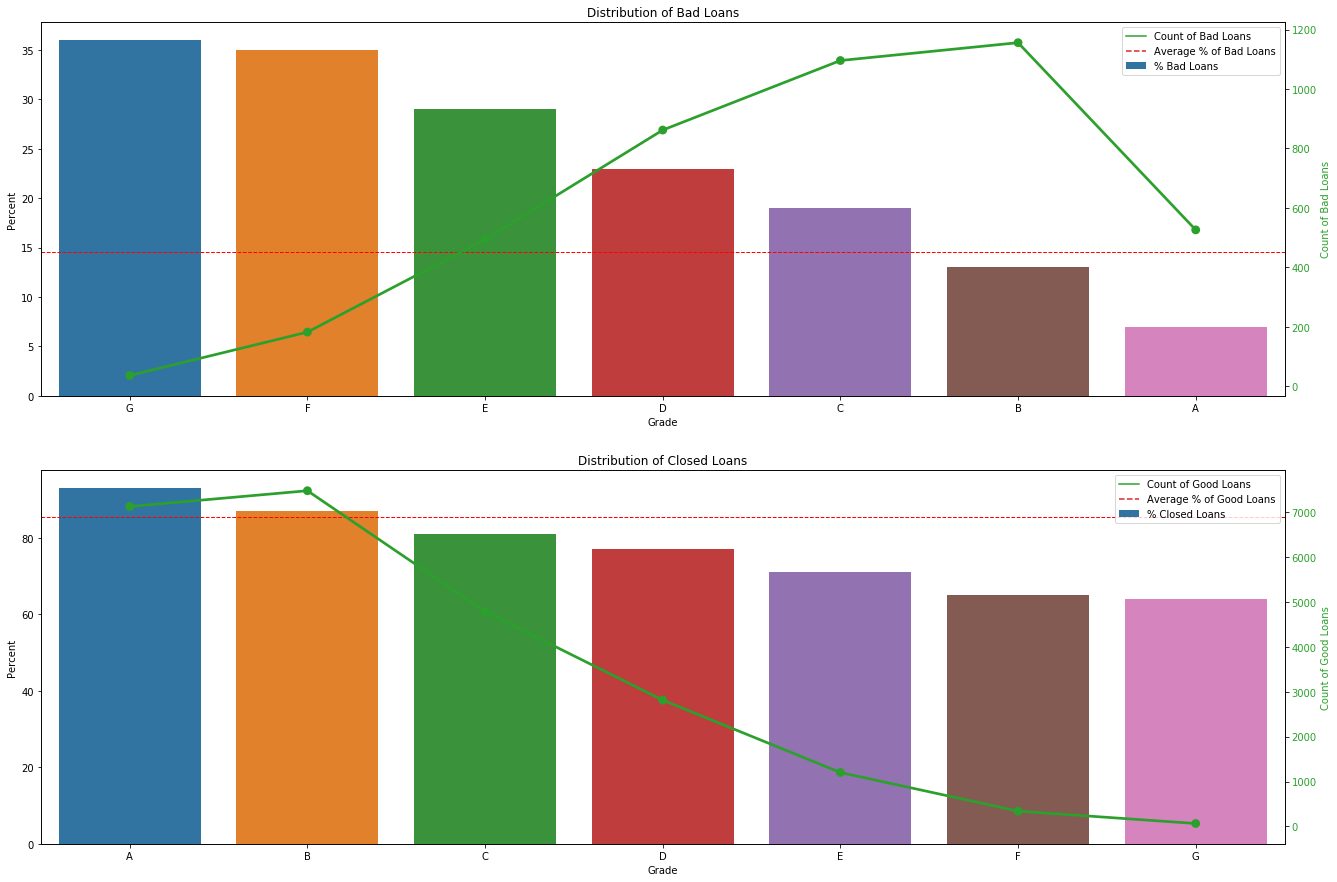 Distribution of Bad Loans
Count of Bad Loans
Average % of Bad Loans
% Bad Loans
35
30
25
20
15
10
5
0
Percent
1200
1000
800
600
400
200
0
Count of Bad Loans
G F E D C B A
Grade
Distribution of Closed Loans
Count of Good Loans
Average % of Good Loans
% Closed Loans
80
60
40
20
0
Percent
7000
6000
5000
4000
3000
2000
1000
0
Count of Good Loans
A B C D E F G
Grade